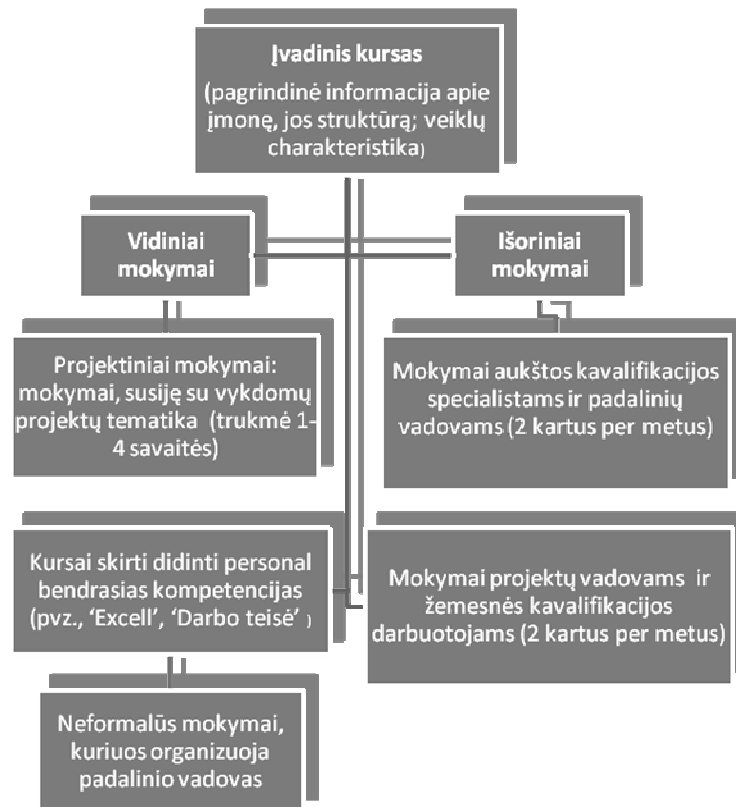 Įvadinis kursas
(pagrindinė informacija apie
įmonę, jos struktūrą; veiklų
charakteristika)
Vidiniai
mokymai
Išoriniai
mokymai
Projektiniai mokymai:
mokymai, susiję su vykdomų
projektų tematika (trukmė 1-
4 savaitės)
Mokymai aukštos kavalifikacijos
specialistams ir padalinių
vadovams (2 kartus per metus)
Kursai skirti didinti personal
bendrasias kompetencijas
(pvz., ‘Excell’, ‘Darbo teisė’ )
Mokymai projektų vadovams ir
žemesnės kavalifikacijos
darbuotojams (2 kartus per metus)
Neformalūs mokymai,
kuriuos organizuoja
padalinio vadovas